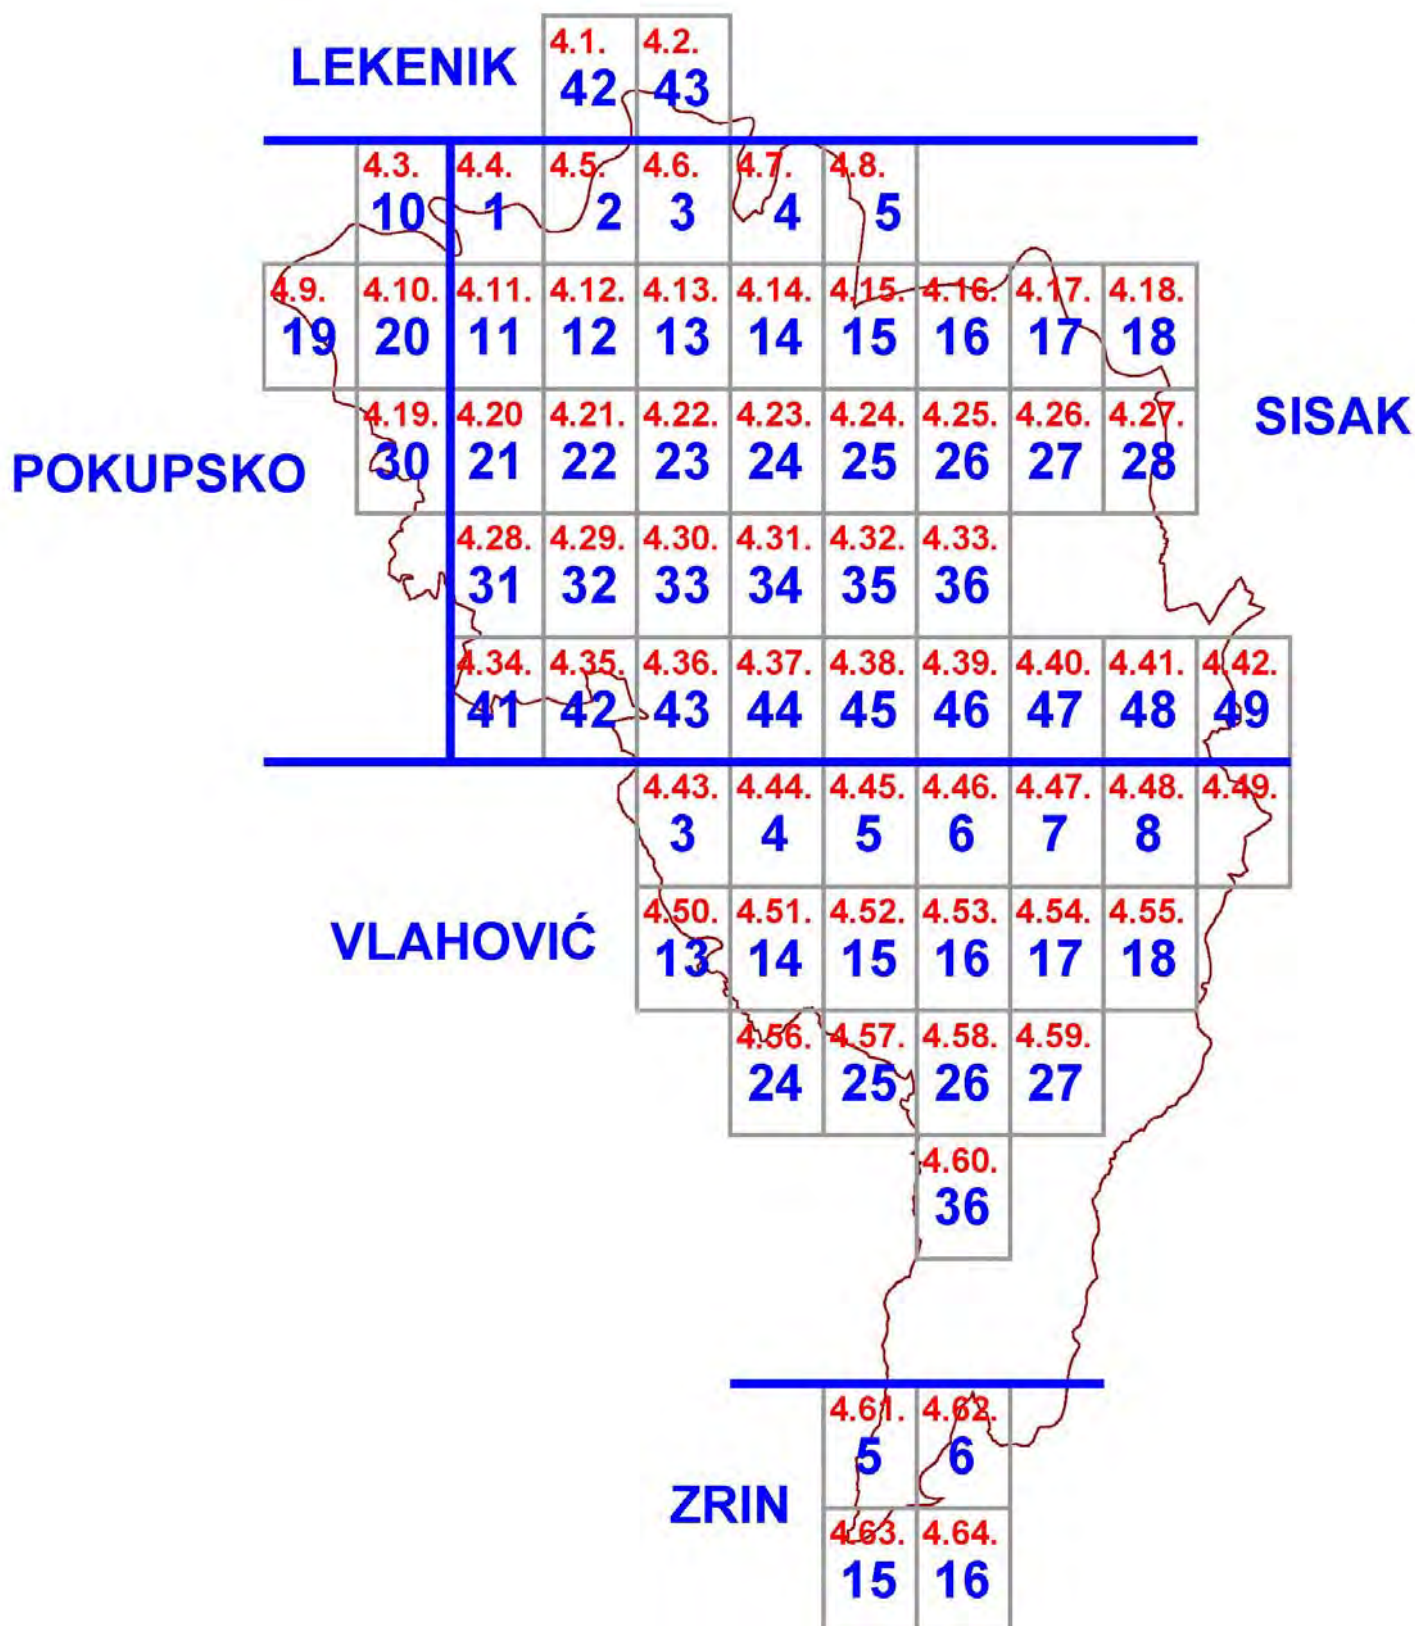 4.1. 4.2.
LEKENIK 42 43
4.3. 4.4. 4.5. 4.6. 4.7. 4.8.
10 1 2 3 4 5
4.9. 4.10. 4.11. 4.12. 4.13. 4.14. 4.15. 4.16. 4.17. 4.18.
19 20 11 12 13 14 15 16 17 18
SISAK
4.19. 4.20 4.21. 4.22. 4.23. 4.24. 4.25. 4.26. 4.27.
POKUPSKO 30 21 22 23 24 25 26 27 28
4.28. 4.29. 4.30. 4.31. 4.32. 4.33.
31 32 33 34 35 36
4.34. 4.35. 4.36. 4.37. 4.38. 4.39. 4.40. 4.41. 4.42.
41 42 43 44 45 46 47 48 49
4.43. 4.44. 4.45. 4.46. 4.47. 4.48. 4.49.
3 4 5 6 7 8
4.50. 4.51. 4.52. 4.53. 4.54. 4.55.
VLAHOVIĆ 13 14 15 16 17 18
4.56. 4.57. 4.58. 4.59.
24 25 26 27
4.60.
36
4.61. 4.62.
5 6
ZRIN
4.63. 4.64.
15 16